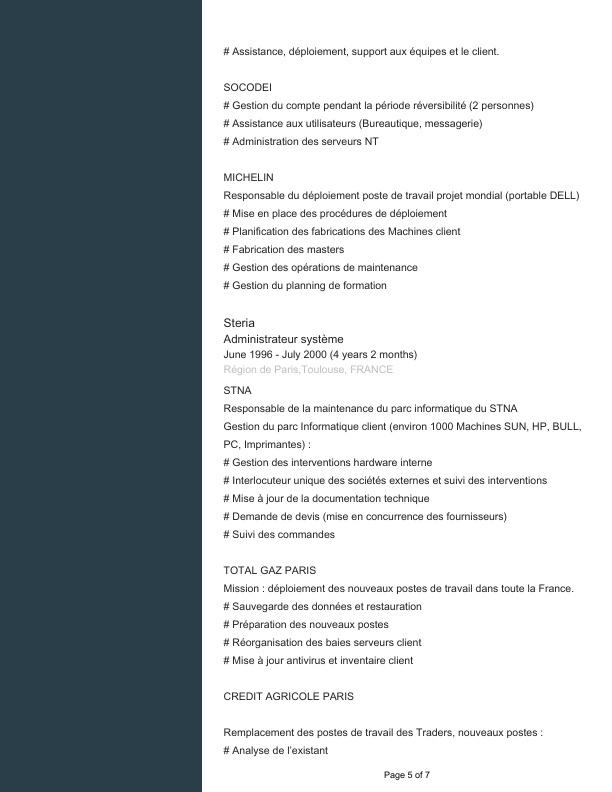 # Assistance, déploiement, support aux équipes et le client.
SOCODEI
# Gestion du compte pendant la période réversibilité (2 personnes)
# Assistance aux utilisateurs (Bureautique, messagerie)
# Administration des serveurs NT
MICHELIN
Responsable du déploiement poste de travail projet mondial (portable DELL)
# Mise en place des procédures de déploiement
# Planification des fabrications des Machines client
# Fabrication des masters
# Gestion des opérations de maintenance
# Gestion du planning de formation
Steria
Administrateur système
June 1996 - July 2000 (4 years 2 months)
Région de Paris,Toulouse, FRANCE
STNA
Responsable de la maintenance du parc informatique du STNA
Gestion du parc Informatique client (environ 1000 Machines SUN, HP, BULL,
PC, Imprimantes) :
# Gestion des interventions hardware interne
# Interlocuteur unique des sociétés externes et suivi des interventions
# Mise à jour de la documentation technique
# Demande de devis (mise en concurrence des fournisseurs)
# Suivi des commandes
TOTAL GAZ PARIS
Mission : déploiement des nouveaux postes de travail dans toute la France.
# Sauvegarde des données et restauration
# Préparation des nouveaux postes
# Réorganisation des baies serveurs client
# Mise à jour antivirus et inventaire client
CREDIT AGRICOLE PARIS
Remplacement des postes de travail des Traders, nouveaux postes :
# Analyse de l'existant
Page 5 of 7